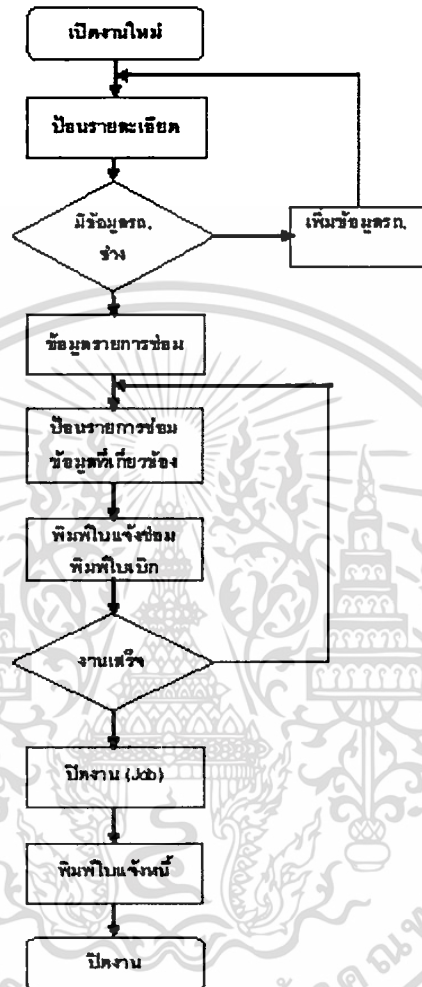 เปิดงานใหม่
ป้อนรายละเอียด
มีข้อมูลรถ,
ช่าง
เพิ่มข้อมูลรถ,
ข้อมูลรายการซ่อม
ป้อนรายการซ่อม
ข้อมูลที่เกี่ยวข้อง
พิมพ์ใบแจ้งซ่อม
พิมพ์ใบเบิก
งานเสร็จ
ปิดงาน (Job)
พิมพ์ใบแจ้งหนี้
ปิดงาน